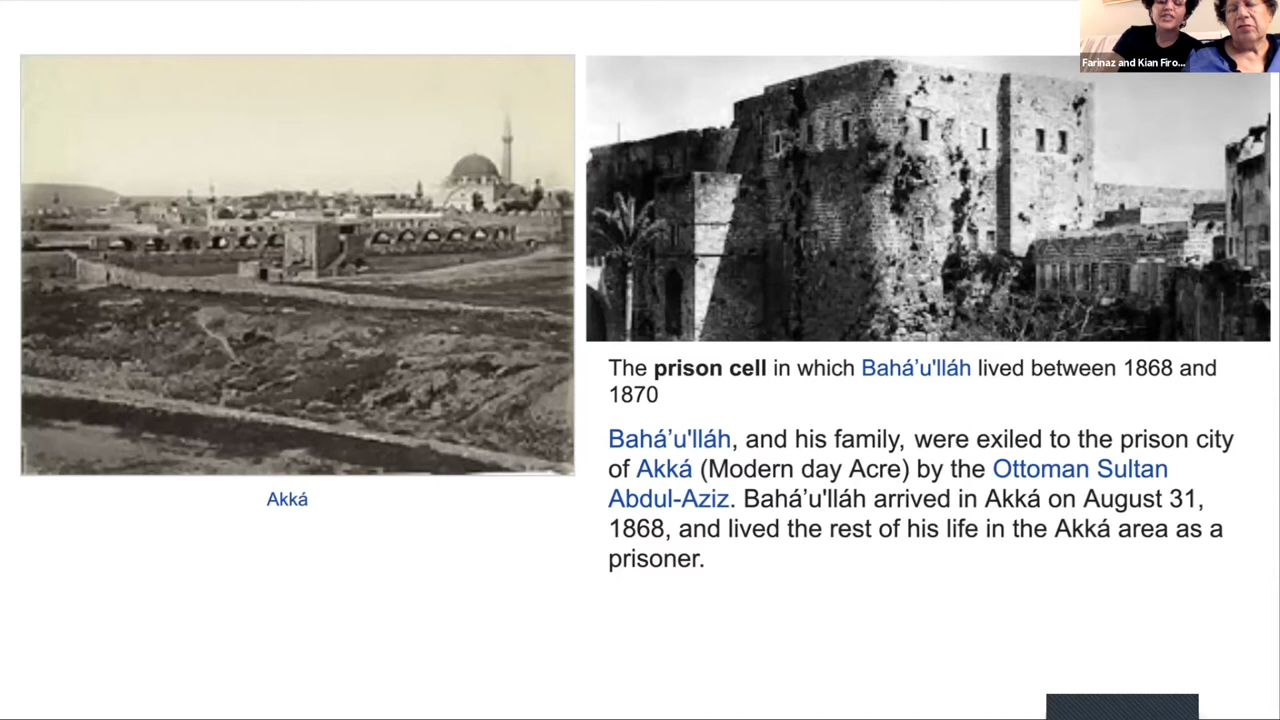 Farinaz and Kian Firo...
Akká
The prison cell in which Bahá’u'lláh lived between 1868 and
1870
Bahá’u'lláh, and his family, were exiled to the prison city
of Akká (Modern day Acre) by the Ottoman Sultan
Abdul-Aziz. Bahá’u'lláh arrived in Akká on August 31,
1868, and lived the rest of his life in the Akká area as a
prisoner.